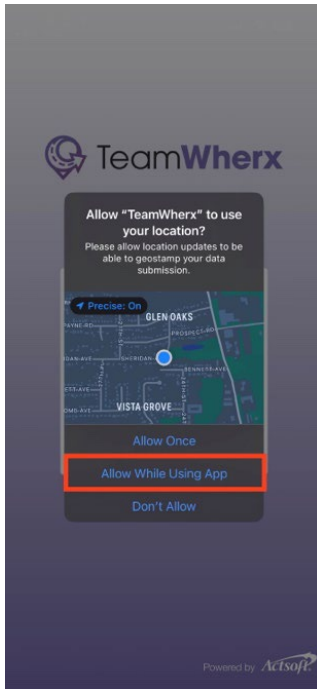 TeamWherx
Allow "TeamWherx" to use
your location?
Please allow location updates to be
able to geostamp your data
submission.
Precise: On
GLEN OAKS
PROSPECT RD
SHERIDAN
BENNETT-AVE
VISTA GROVE
Allow Once
Allow While Using App
Don't Allow
Powered by Actsoft